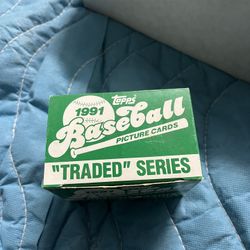 1991 Topps
Baseball
PICTURE CARDS
"TRADED" SERIES